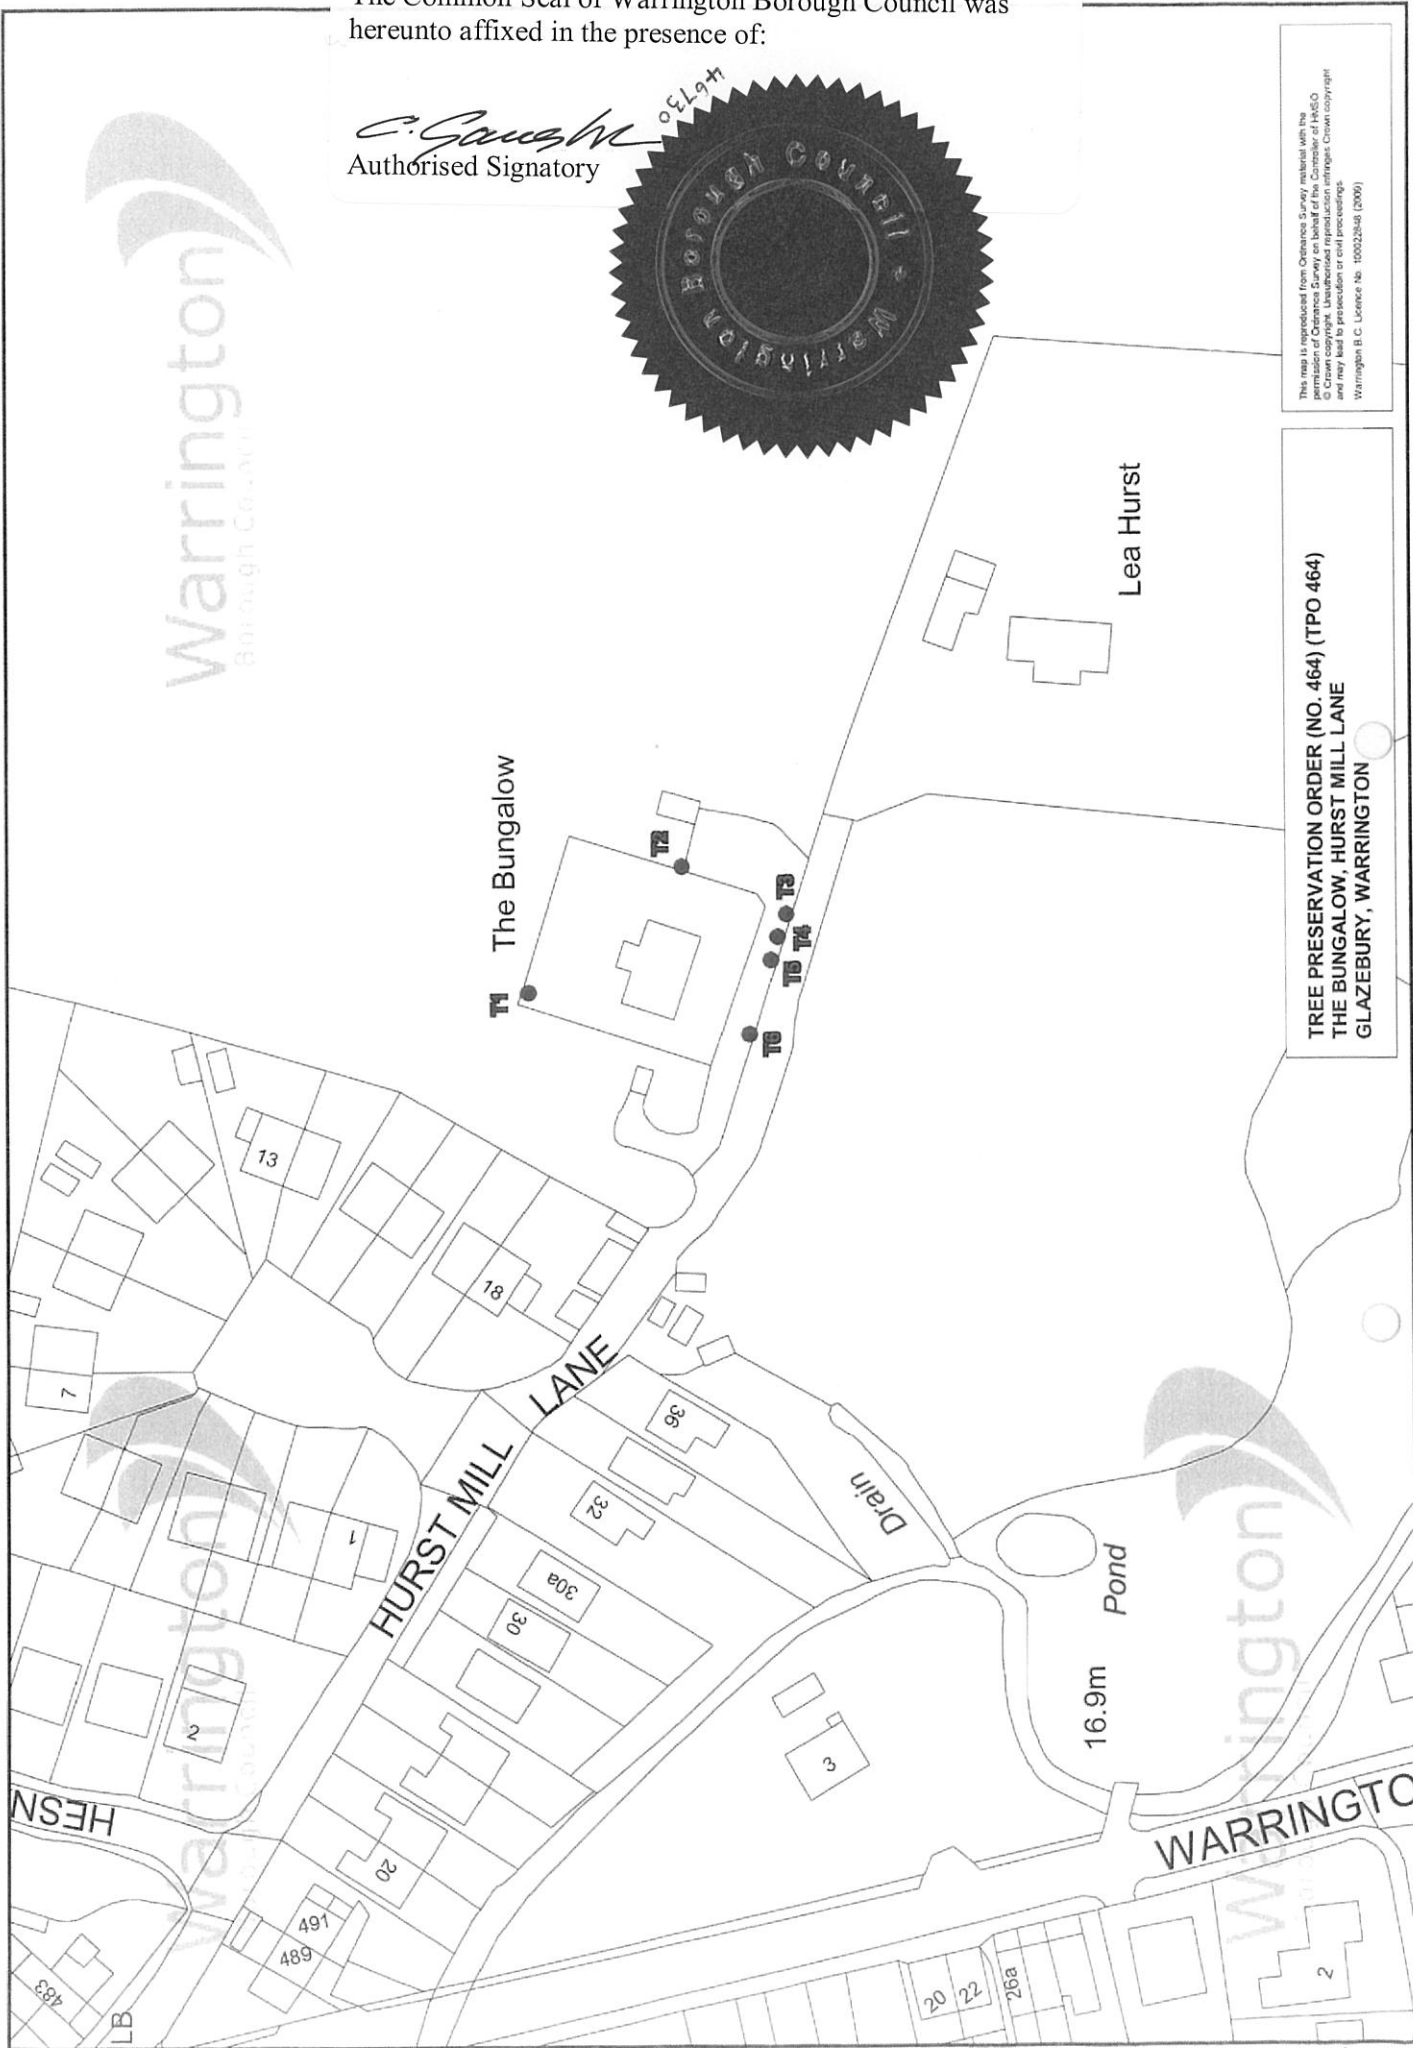 The Common Seal of Warrington Borough Council was
hereunto affixed in the presence of:
Authorised Signatory
46730
Warrington Borough Council
This map is reproduced from Ordnance Survey material with the
permission of Ordnance Survey on behalf of the Controller of HMSO
© Crown copyright. Unauthorised reproduction infringes Crown copyright
and may lead to prosecution or civil proceedings.
Warrington B.C. Licence No. 100022848 (2009)
TREE PRESERVATION ORDER (NO. 464) (TPO 464)
THE BUNGALOW, HURST MILL LANE
GLAZEBURY, WARRINGTON
Warrington
Borough Council
Lea Hurst
The Bungalow
T1
T2
T3
T4
T5
T6
13
18
7
1
2
HURST MILL LANE
36
32
30a
30
20
491
489
483
LB
HESN
Drain
Pond
16.9m
3
WARRINGTO
20
22
26a
2
Warrington
Warrington